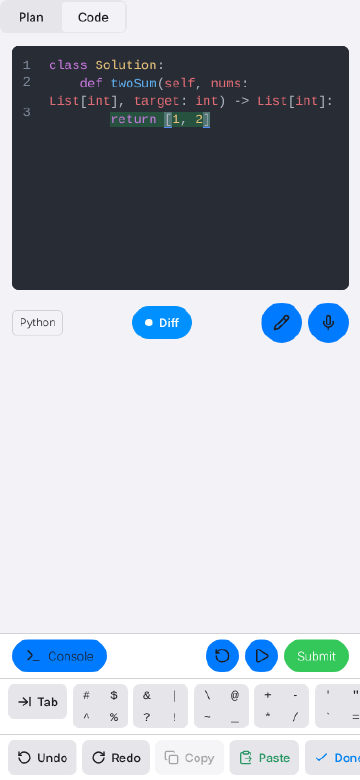 Plan Code
1 class Solution:
2 def twoSum(self, nums:
List[int], target: int) -> List[int]:
3 return [1, 2]
Python Diff
Console Submit
Tab # $ & | \ @ + - ' "
^ % ? ! ~ _ * / ` =
Undo Redo Copy Paste Done